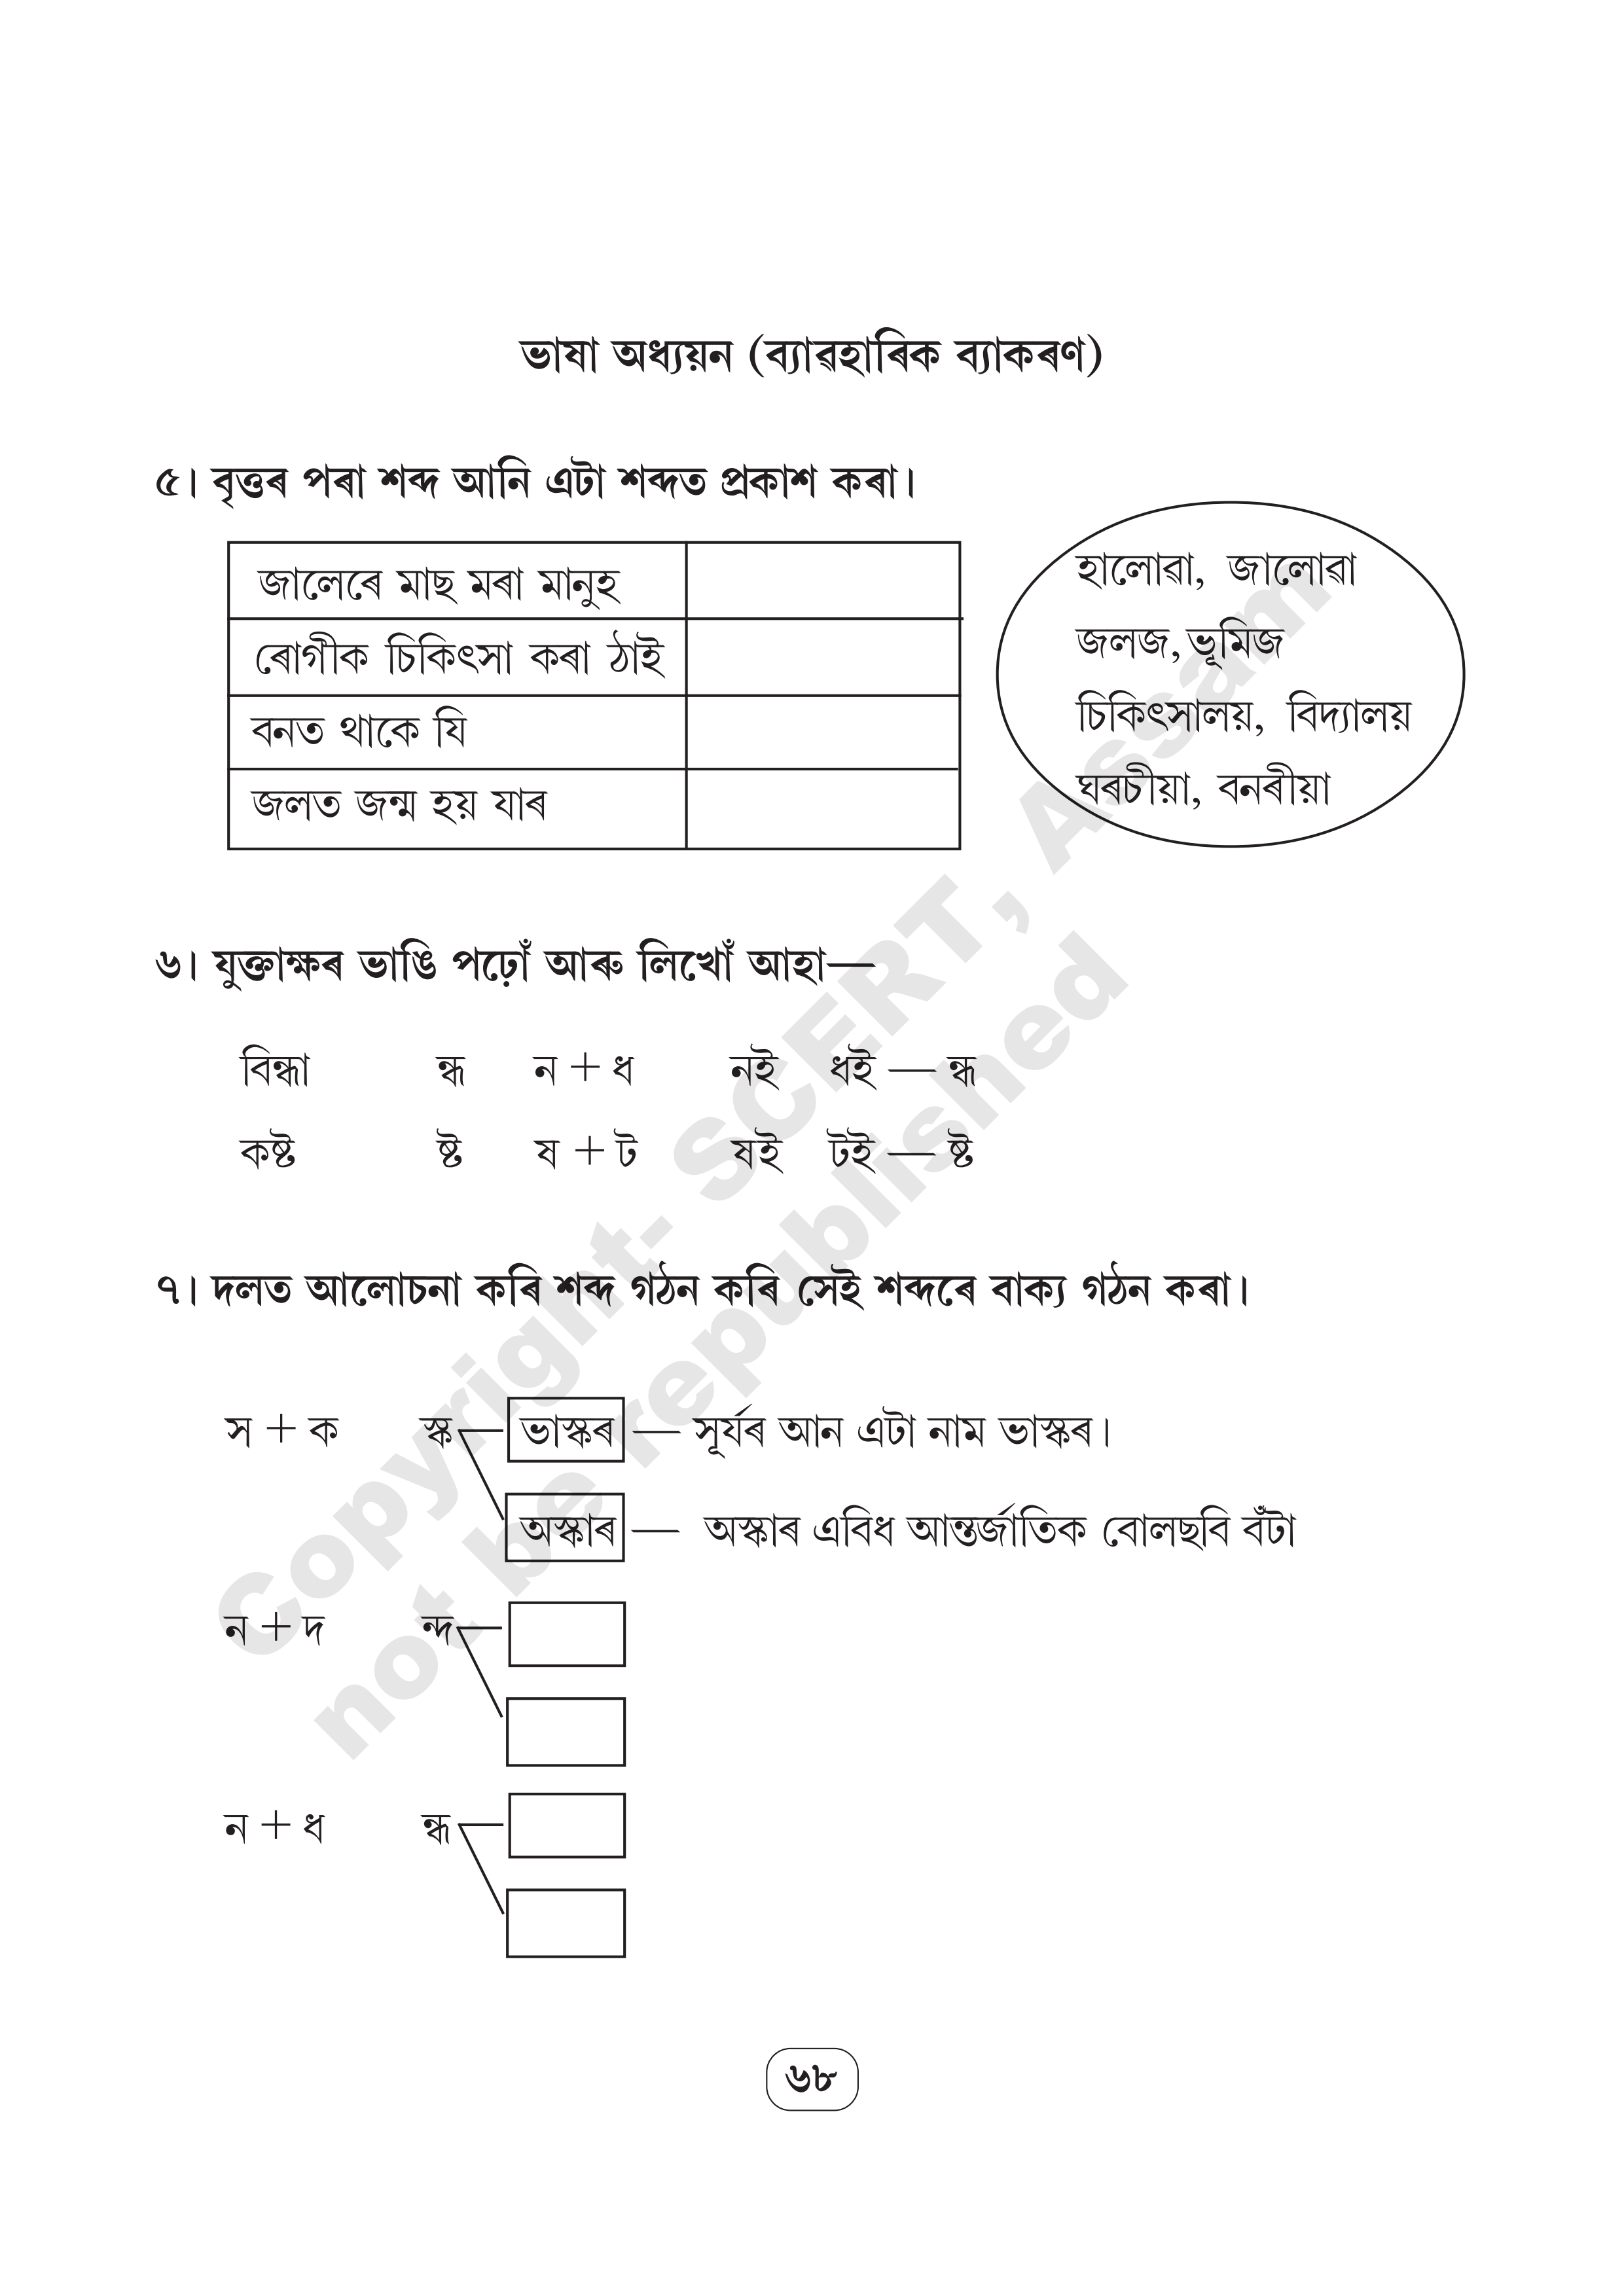 ভাষা অধ্যয়ন (ব্যাৱহাৰিক ব্যাকৰণ)
৫। বৃত্তৰ পৰা শব্দ আনি এটা শব্দত প্ৰকাশ কৰা।
জালেৰে মাছ মৰা মানুহ
ৰোগীক চিকিৎসা কৰা ঠাই
বনত থাকে যি
জলত জন্ম হয় যাৰ
হালোৱা, জালোৱা
জলজ,ভূমিজ
চিকিৎসালয়, বিদ্যালয়
ঘৰচীয়া, বনৰীয়া
৬। যুক্তাক্ষৰ ভাঙি পঢ়োঁ আৰু লিখোঁ আহা—
বিন্ধা ন্ধ ন + ধ নই ধই — ন্ধ
কষ্ট ষ্ট ষ + ট ষই টই — ষ্ট
৭। দলত আলোচনা কৰি শব্দ গঠন কৰি সেই শব্দৰে বাক্য গঠন কৰা।
স + ক স্ক ভাস্কৰ — সূৰ্যৰ আন এটা নাম ভাস্কৰ।
অস্কাৰ — অস্কাৰ এবিধ আন্তৰ্জাতিক বোলছবি বঁটা
ন + দ ন্দ
ন + ধ ন্ধ
৬৮
Copyright- SCERT, Assam
not be republished